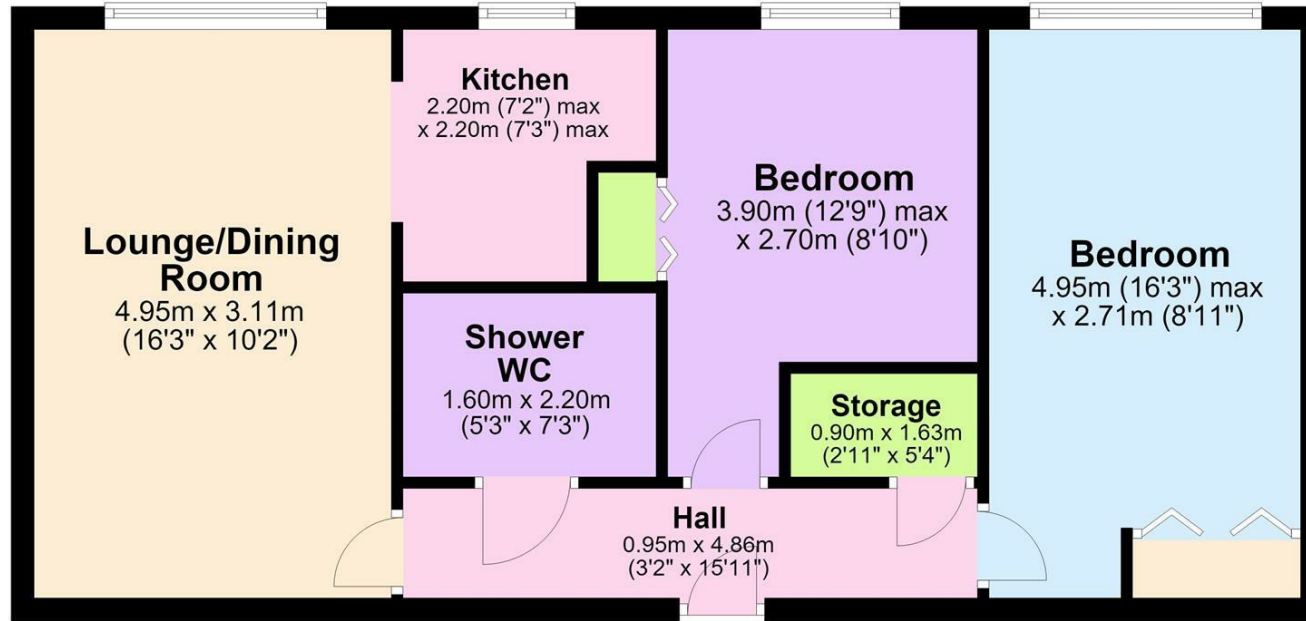 Lounge/Dining
Room
4.95m x 3.11m
(16'3" x 10'2")
Kitchen
2.20m (7'2") max
x 2.20m (7'3") max
Shower
WC
1.60m x 2.20m
(5'3" x 7'3")
Bedroom
3.90m (12'9") max
x 2.70m (8'10")
Storage
0.90m x 1.63m
(2'11" x 5'4")
Hall
0.95m x 4.86m
(3'2" x 15'11")
Bedroom
4.95m (16'3") max
x 2.71m (8'11")